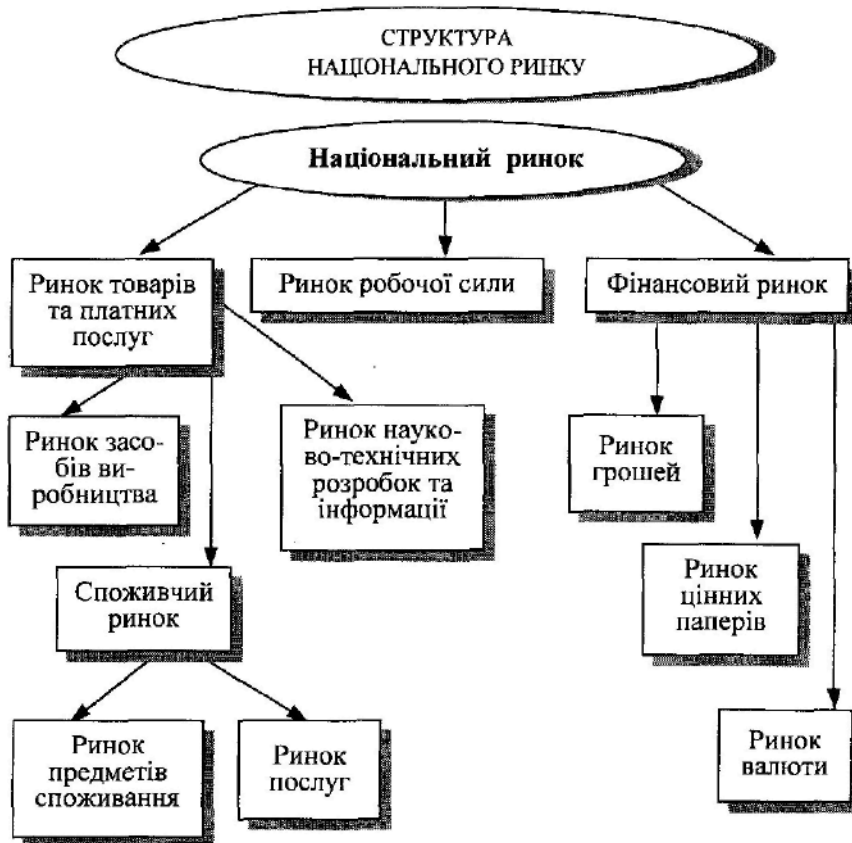 СТРУКТУРА
НАЦІОНАЛЬНОГО РИНКУ
Національний ринок
Ринок товарів
та платних
послуг
Ринок робочої сили
Фінансовий ринок
Ринок засо-
бів ви-
робництва
Ринок науко-
во-технічних
розробок та
інформації
Ринок
грошей
Споживчий
ринок
Ринок
цінних
паперів
Ринок
предметів
споживання
Ринок
послуг
Ринок
валюти